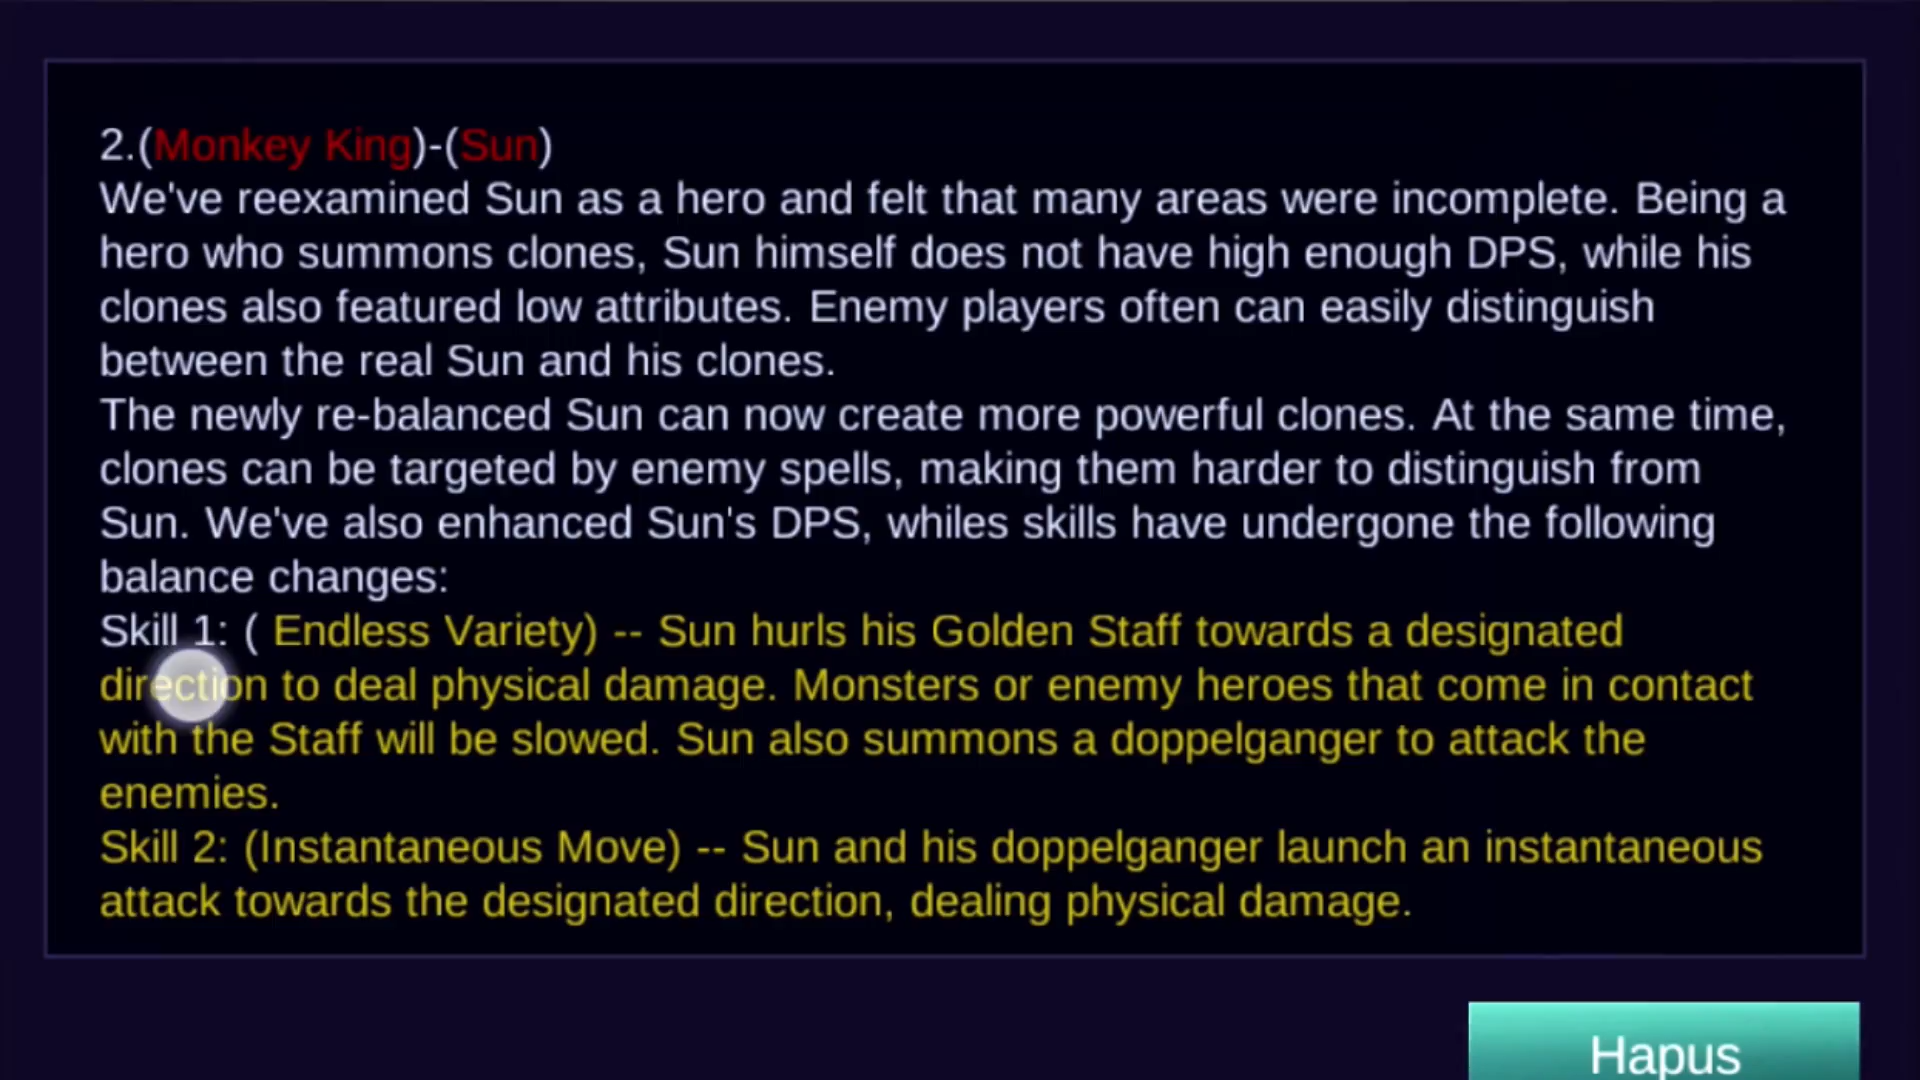 2.(Monkey King)-(Sun)
We've reexamined Sun as a hero and felt that many areas were incomplete. Being a
hero who summons clones, Sun himself does not have high enough DPS, while his
clones also featured low attributes. Enemy players often can easily distinguish
between the real Sun and his clones.
The newly re-balanced Sun can now create more powerful clones. At the same time,
clones can be targeted by enemy spells, making them harder to distinguish from
Sun. We've also enhanced Sun's DPS, whiles skills have undergone the following
balance changes:
Skill 1: ( Endless Variety) -- Sun hurls his Golden Staff towards a designated
direction to deal physical damage. Monsters or enemy heroes that come in contact
with the Staff will be slowed. Sun also summons a doppelganger to attack the
enemies.
Skill 2: (Instantaneous Move) -- Sun and his doppelganger launch an instantaneous
attack towards the designated direction, dealing physical damage.
Hapus